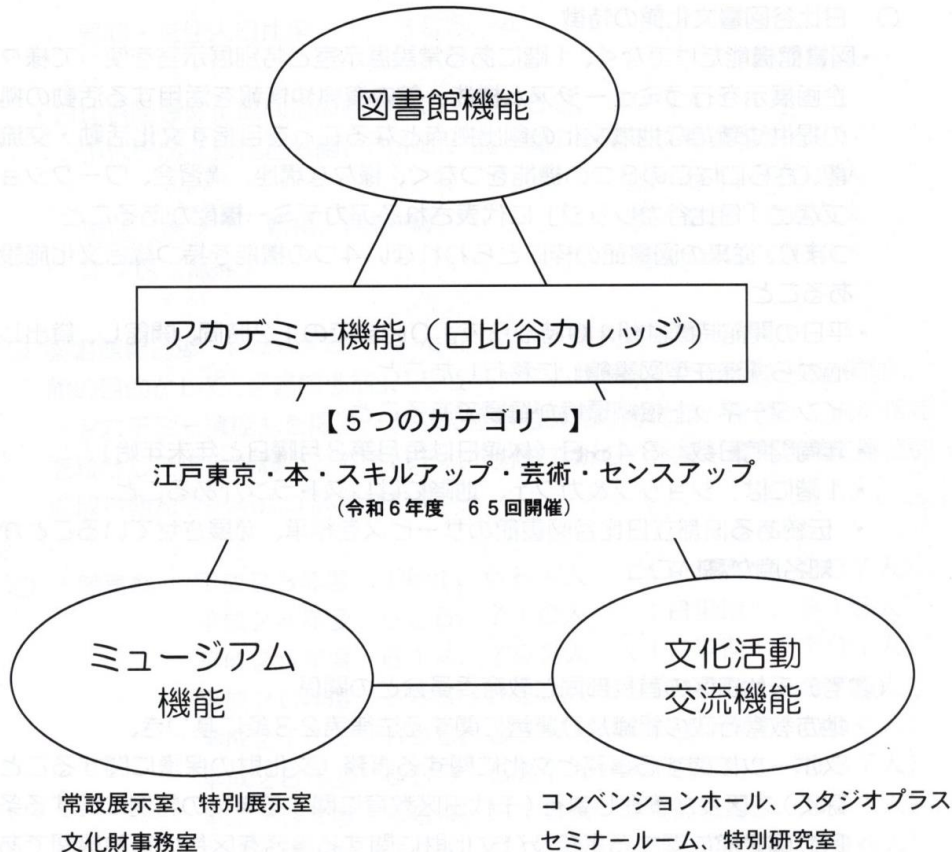 図書館機能
アカデミー機能(日比谷カレッジ)
【5つのカテゴリー】
江戸東京・本・スキルアップ・芸術・センスアップ
(令和6年度 65回開催)
ミュージアム
機能
文化活動
交流機能
常設展示室、特別展示室
文化財事務室
コンベンションホール、スタジオプラス
セミナールーム、特別研究室